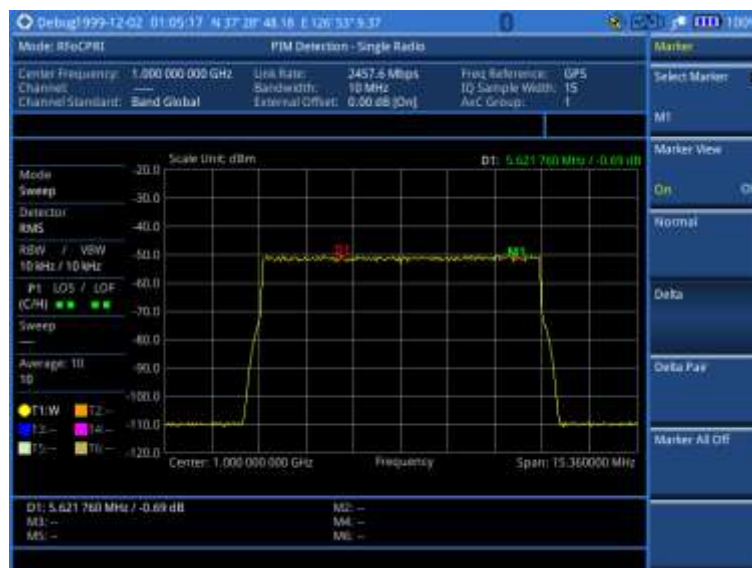 Debug1999-12-02 01:05:17 N 37° 28" 48.18 E 126° 53" 9.37
Mode: RFoCPRI
PIM Detection - Single Radio
Marker
Center Frequency: 1.000 000 000 GHz
Link Rate: 2457.6 Mbps
Freq Reference: GPS
Channel: ----
Bandwidth: 10 MHz
IQ Sample Width: 15
Channel Standard: Band Global
External Offset: 0.00 dB [On]
AxC Group: 1
Select Marker
M1
Marker View
On
Normal
Delta
Delta Pair
Marker All Off
Scale Unit: dBm
D1: 5.621 760 MHz / -0.69 dB
Mode
Sweep
Detector
RMS
RBW / VBW
10 kHz / 10 kHz
P1 LOS / LOF
(C/H)
Sweep
---
Average: 10
10
T1:W T2:--
T3:-- T4:--
T5:-- T6:--
-20.0
-30.0
-40.0
-50.0
-60.0
-70.0
-80.0
-90.0
-100.0
-110.0
-120.0
D1
M1
Center: 1.000 000 000 GHz
Frequency
Span: 15.360000 MHz
D1: 5.621 760 MHz / -0.69 dB
M2: --
M3: --
M4: --
M5: --
M6: --